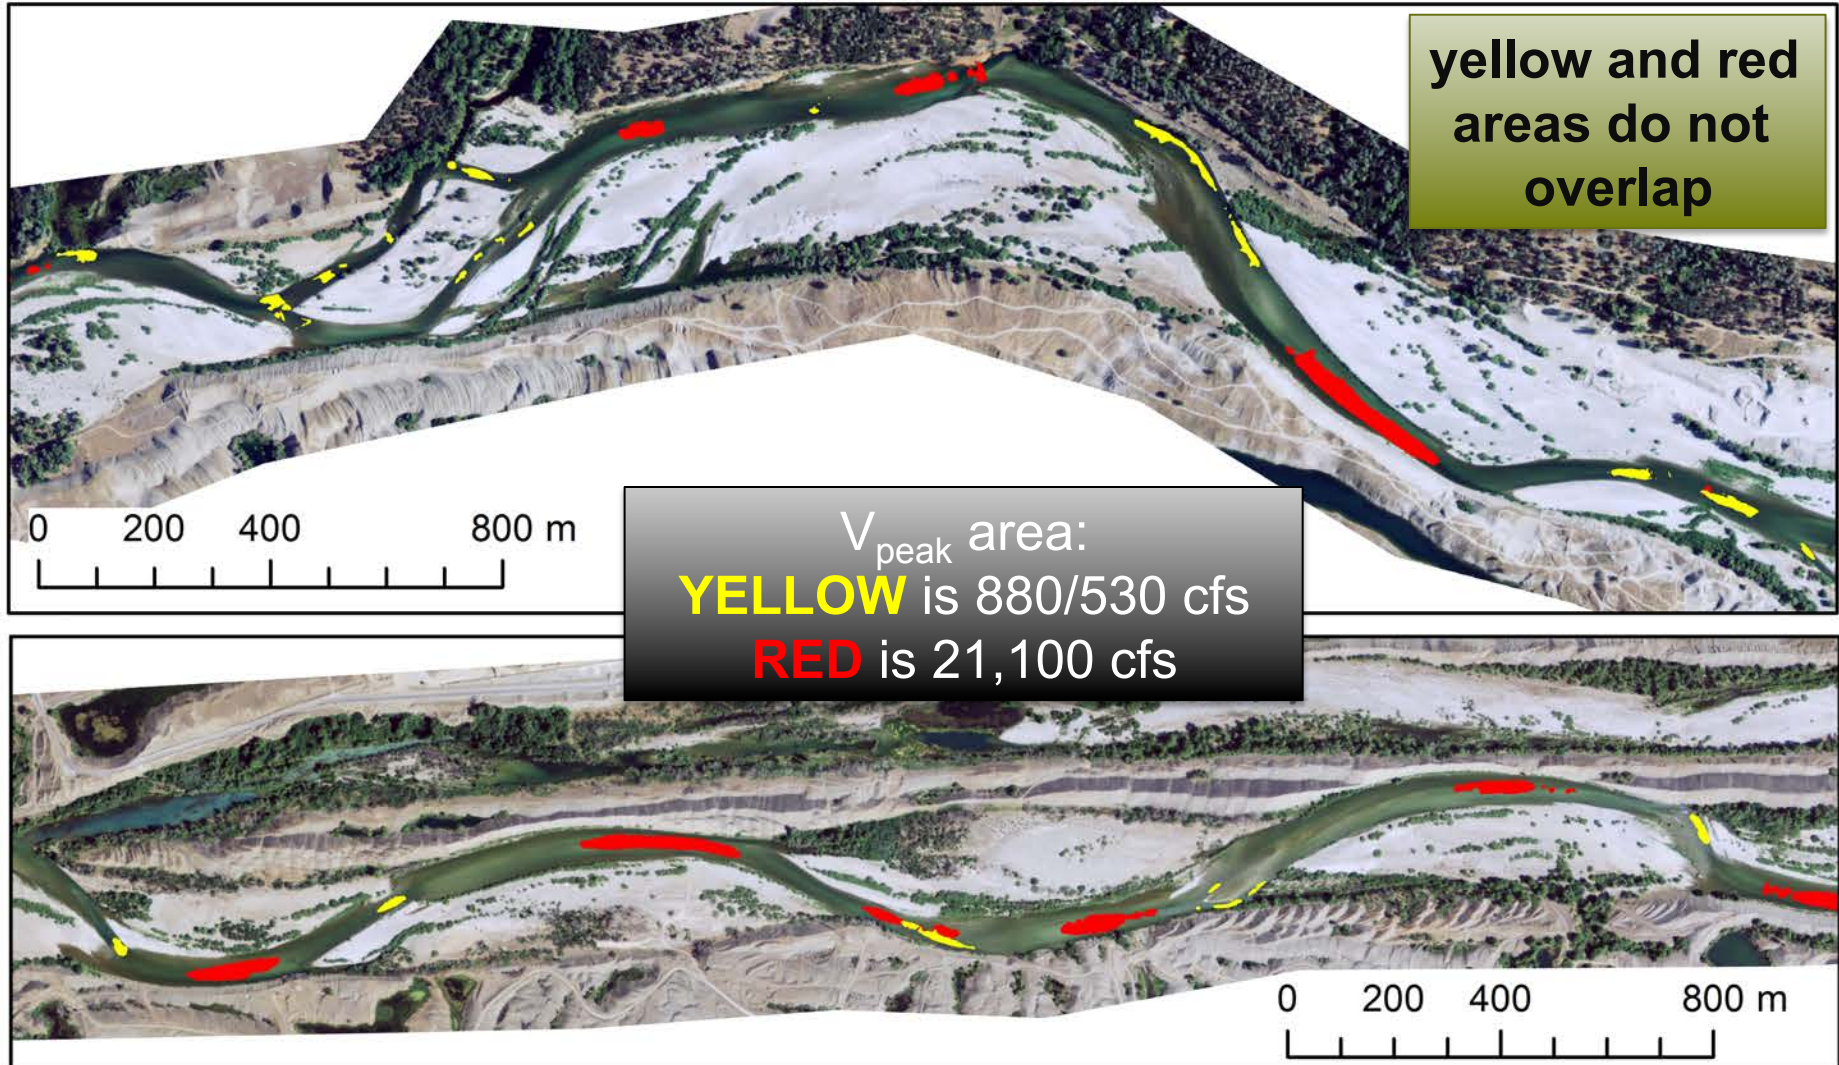 yellow and red
areas do not
overlap
0 200 400 800 m
V_peak area:
YELLOW is 880/530 cfs
RED is 21,100 cfs
0 200 400 800 m